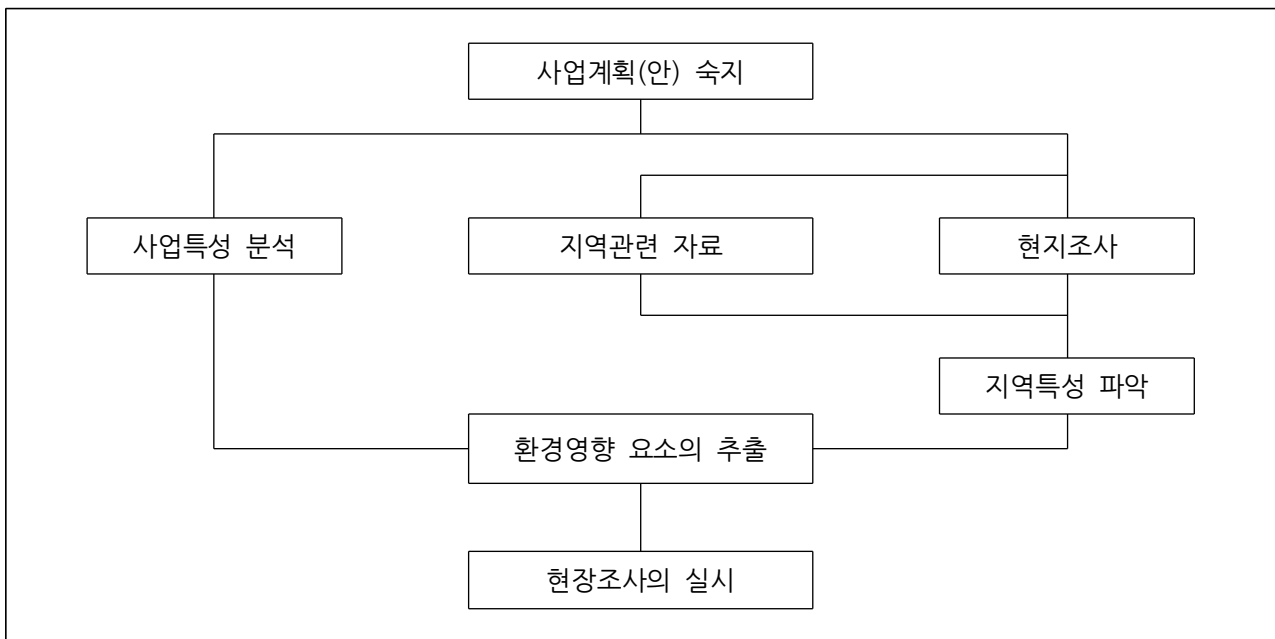 사업계획(안) 숙지
사업특성 분석
지역관련 자료
현지조사
지역특성 파악
환경영향 요소의 추출
현장조사의 실시